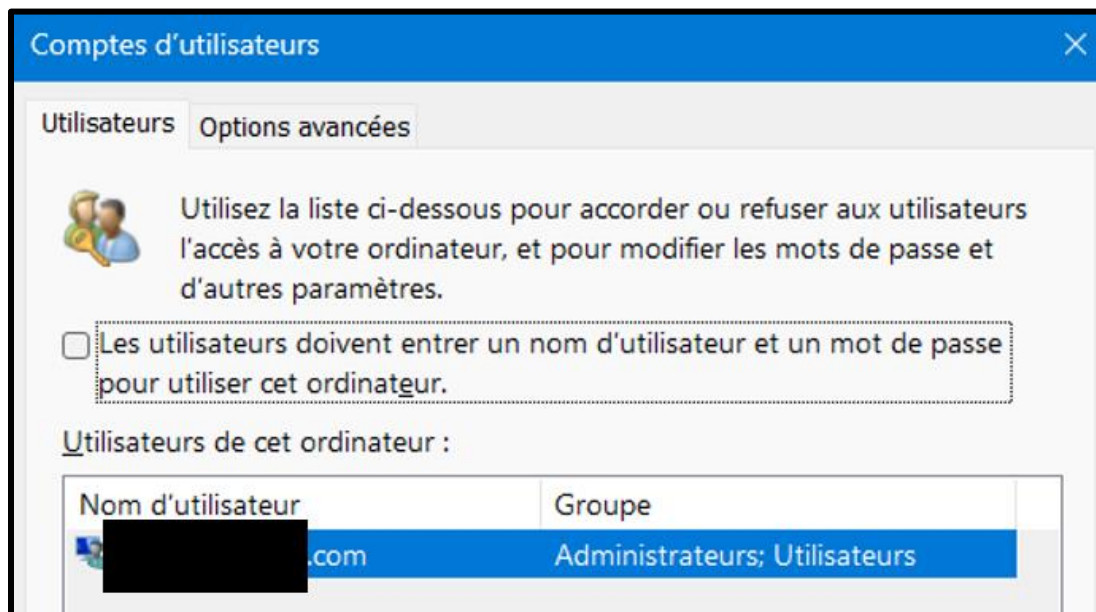 Comptes d'utilisateurs
Utilisateurs
Options avancées
Utilisez la liste ci-dessous pour accorder ou refuser aux utilisateurs
l'accès à votre ordinateur, et pour modifier les mots de passe et
d'autres paramètres.
Les utilisateurs doivent entrer un nom d'utilisateur et un mot de passe
pour utiliser cet ordinateur.
Utilisateurs de cet ordinateur :
Nom d'utilisateur Groupe
.com Administrateurs; Utilisateurs